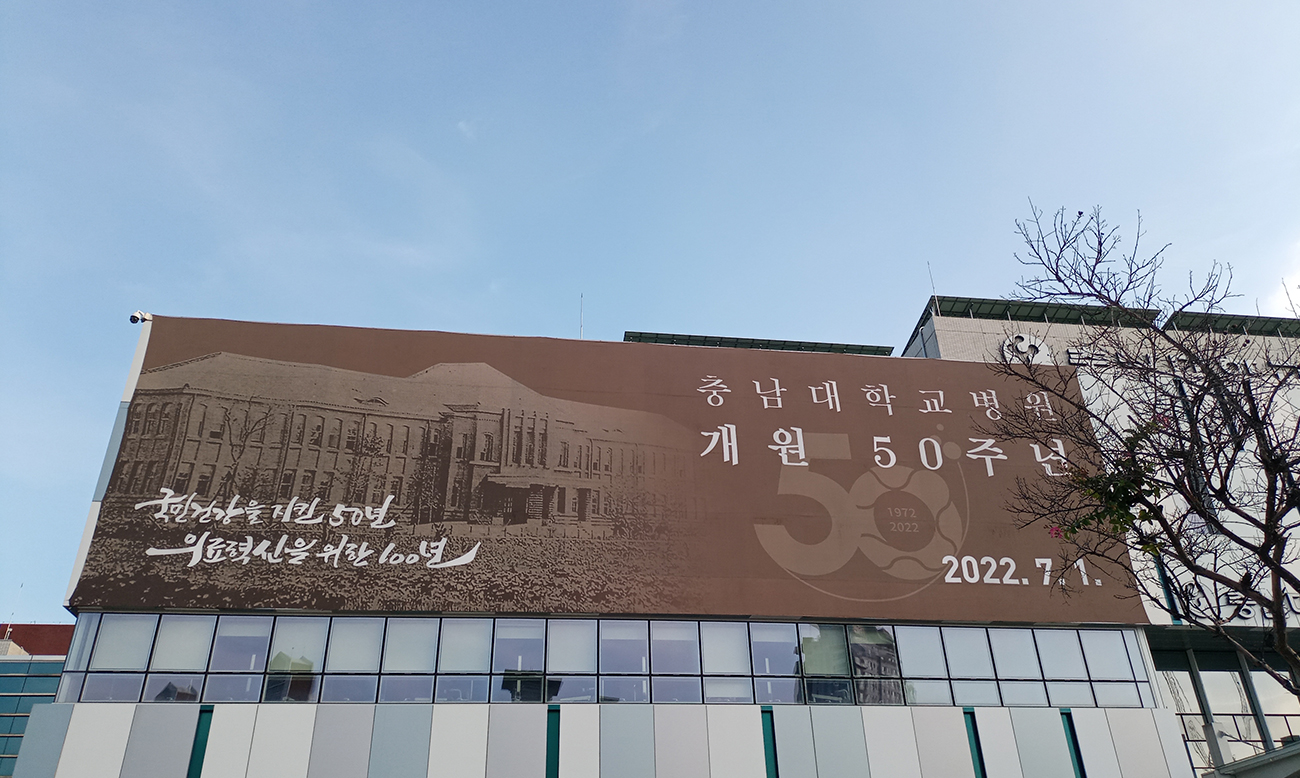 충남대학교병원
개원 50주년
50
1972
2022
2022. 7. 1.
국민건강을 지킨 50년
의료혁신을 위한 100년